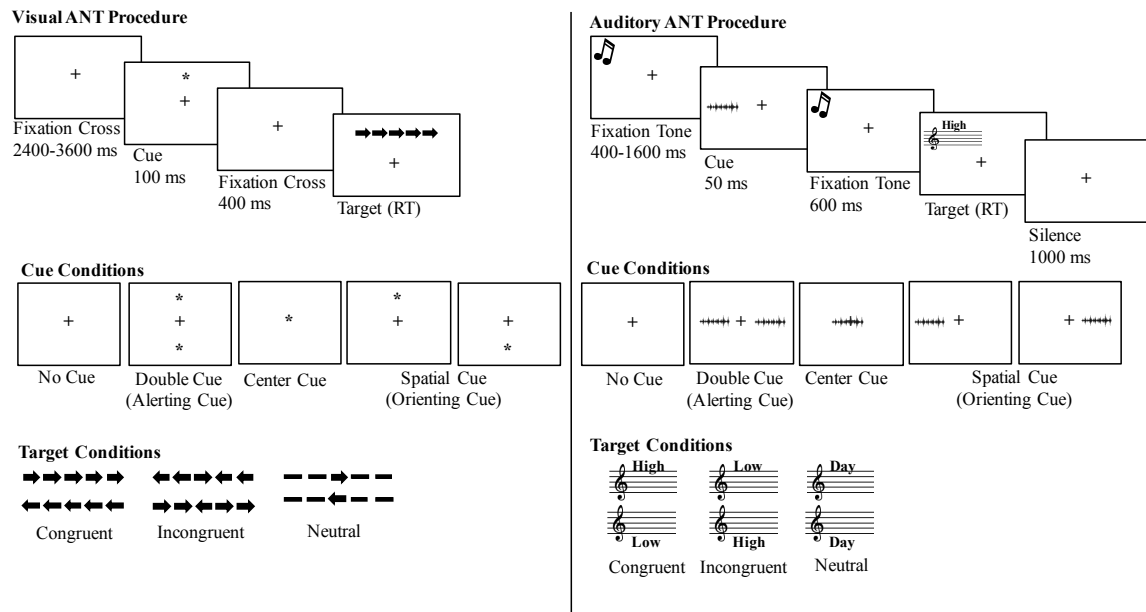 Visual ANT Procedure
+
*
+
+
+
Fixation Cross
2400-3600 ms
Cue
100 ms
Fixation Cross
400 ms
Target (RT)
Cue Conditions
+
*
+
*
*
*
+
+
*
No Cue
Double Cue
(Alerting Cue)
Center Cue
Spatial Cue
(Orienting Cue)
Target Conditions
Congruent
Incongruent
Neutral
Auditory ANT Procedure
+
+
+
High
+
+
Fixation Tone
400-1600 ms
Cue
50 ms
Fixation Tone
600 ms
Target (RT)
Silence
1000 ms
Cue Conditions
+
+
+
+
+
No Cue
Double Cue
(Alerting Cue)
Center Cue
Spatial Cue
(Orienting Cue)
Target Conditions
High
Low
Day
Low
High
Day
Congruent
Incongruent
Neutral